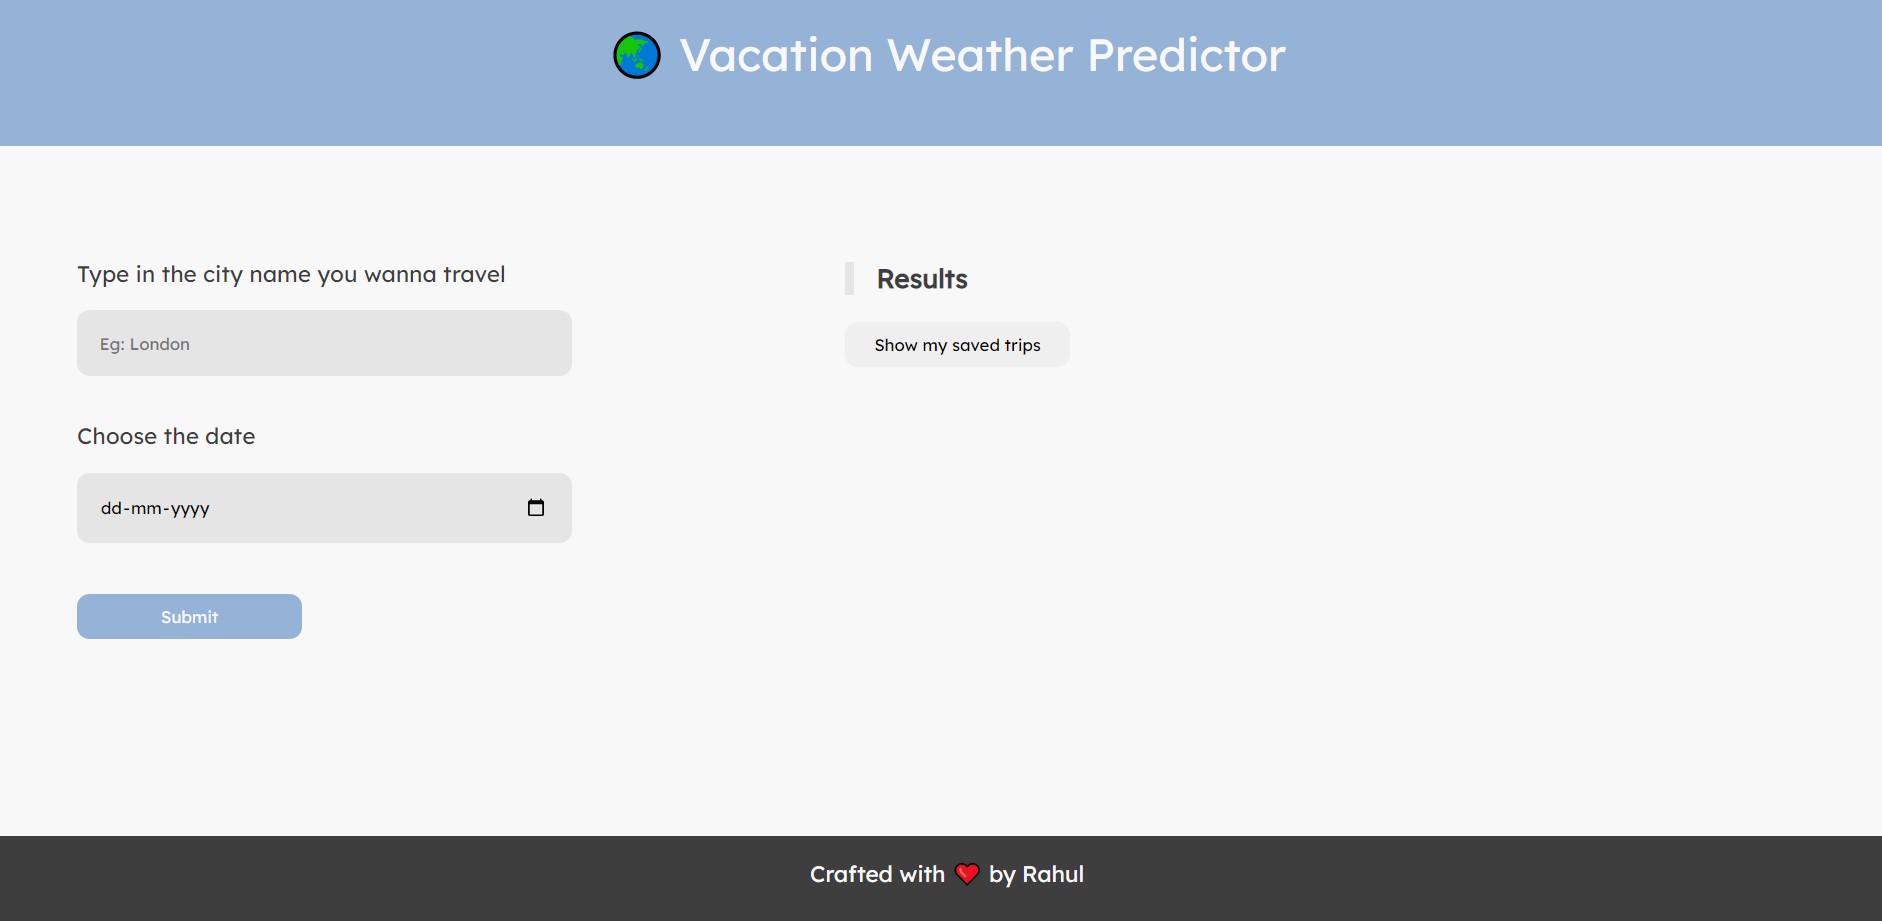 🌏 Vacation Weather Predictor
Type in the city name you wanna travel
Eg: London
Choose the date
dd-mm-yyyy
Submit
Results
Show my saved trips
Crafted with ❤️ by Rahul